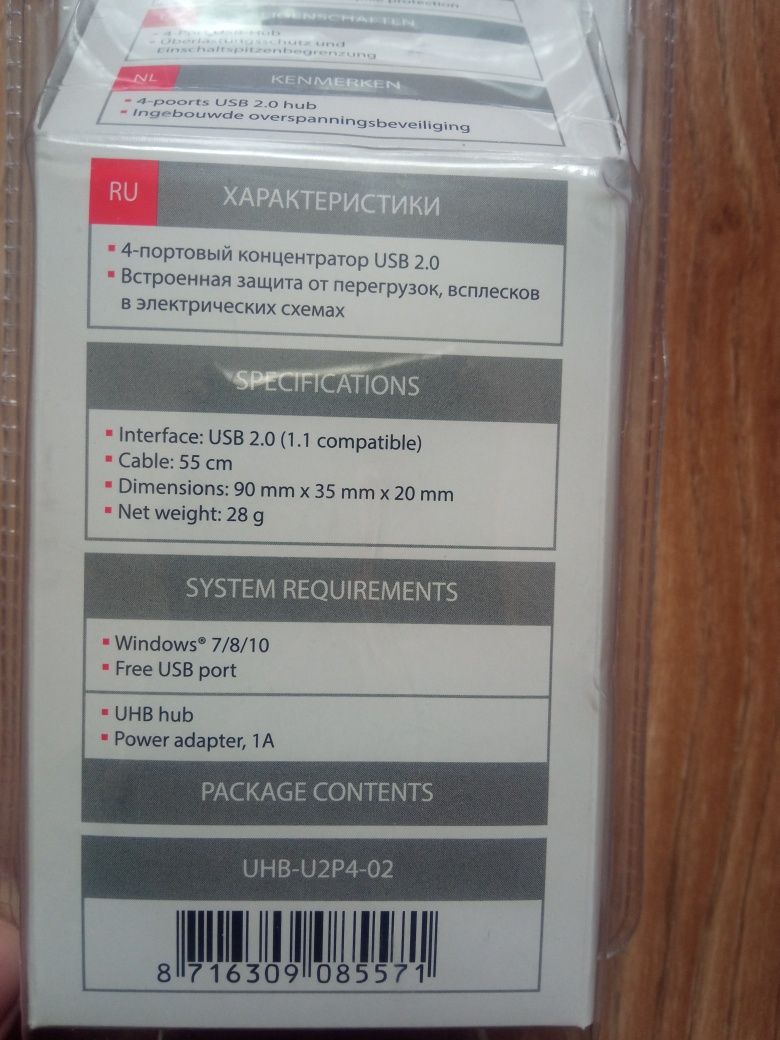 protection
EIGENSCHAFTEN
Überlastungsschutz und
Einschaltspitzenbegrenzung
NL KENMERKEN
4-poorts USB 2.0 hub
Ingebouwde overspanningsbeveiliging
RU ХАРАКТЕРИСТИКИ
4-портовый концентратор USB 2.0
Встроенная защита от перегрузок, всплесков
в электрических схемах
SPECIFICATIONS
Interface: USB 2.0 (1.1 compatible)
Cable: 55 cm
Dimensions: 90 mm x 35 mm x 20 mm
Net weight: 28 g
SYSTEM REQUIREMENTS
Windows® 7/8/10
Free USB port
UHB hub
Power adapter, 1A
PACKAGE CONTENTS
UHB-U2P4-02
8 716309 085571